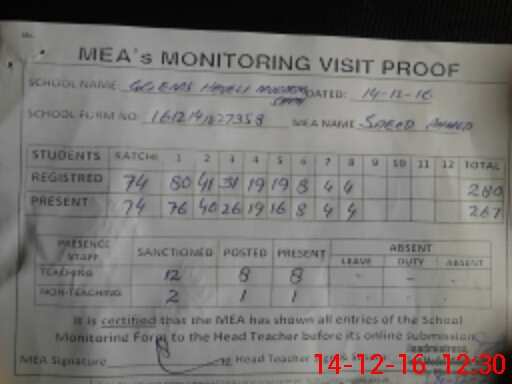 MEA's MONITORING VISIT PROOF
SCHOOL NAME: GGEMS HAVELI DATED: 14-12-16
SCHOOL FORM NO. 1612141227358 MEA NAME SAEED AHMED
STUDENTS KATCHI 1 2 3 4 5 6 7 8 9 10 11 12 TOTAL
REGISTRED 74 80 41 31 19 19 8 4 4 280
PRESENT 74 76 40 26 19 16 8 4 4 267
PRESENCE STAFF SANCTIONED POSTED PRESENT ABSENT
LEAVE DUTY ABSENT
TEACHING 12 8 8 - - -
NON-TEACHING 2 1 1 - - -
It is certified that the MEA has shown all entries of the School
Monitoring Form to the Head Teacher before its online submission
Headmistress
MEA Signature Head Teacher
14-12-16 12:30